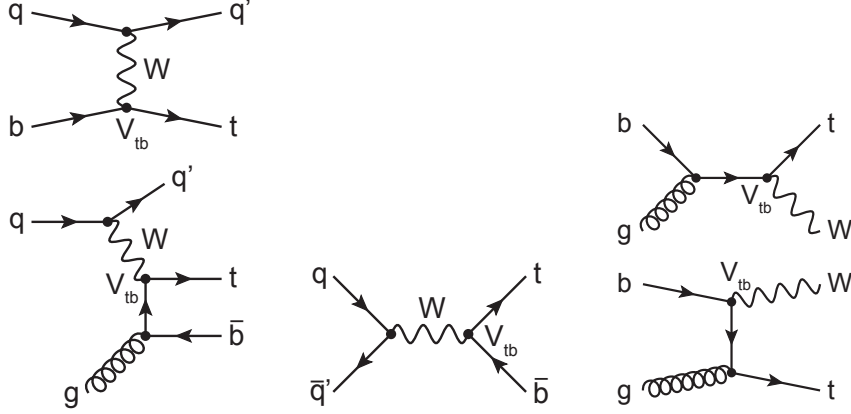 q q'
W
b V_tb t
q q'
W
V_tb t
b̄
g
q t
W
V_tb
q̄' b̄
b t
V_tb
g W
b V_tb W
g t